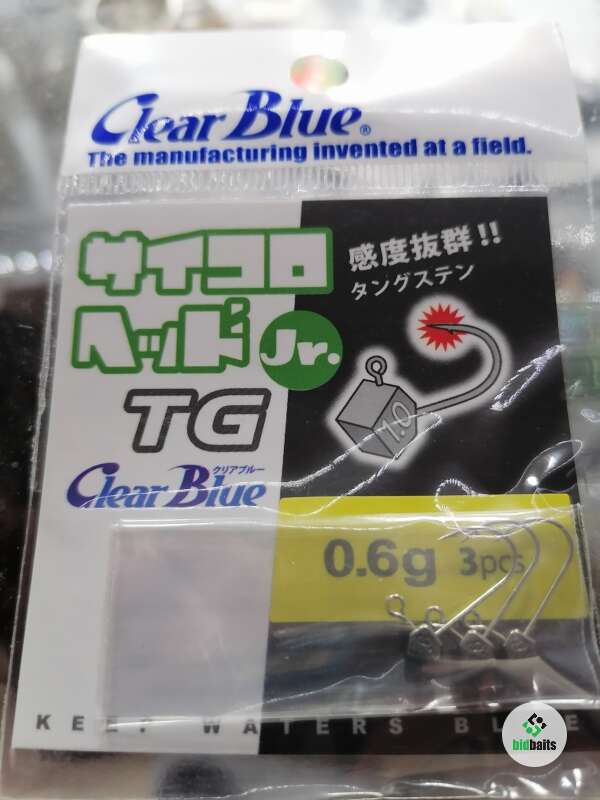 Clear Blue®
The manufacturing invented at a field.
サイコロ
ヘッド Jr.
TG
クリアブルー
Clear Blue
感度抜群!!
タングステン
1.0
0.6g 3pcs
KEEP WATERS BLUE
bidbaits